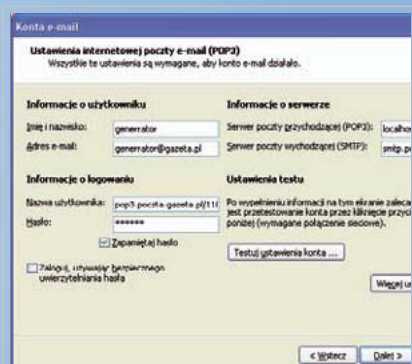 Konta e-mail
Ustawienia internetowej poczty e-mail (POP3)
Wszystkie te ustawienia są wymagane, aby konto e-mail działało.
Informacje o użytkowniku
Imię i nazwisko: generrator
Adres e-mail: generrator@gazeta.pl
Informacje o logowaniu
Nazwa użytkownika: pop3.poczta.gazeta.pl/110
Hasło: ******
Zapamiętaj hasło
Zaloguj, używając bezpiecznego
uwierzytelniania hasła
Informacje o serwerze
Serwer poczty przychodzącej (POP3): localho
Serwer poczty wychodzącej (SMTP): smtp.po
Ustawienia testu
Po wypełnieniu informacji na tym ekranie zaleca
jest przetestowanie konta przez kliknięcie przyci
poniżej (wymagane połączenie sieciowe).
Testuj ustawienia konta ...
Więcej us
< Wstecz
Dalej >